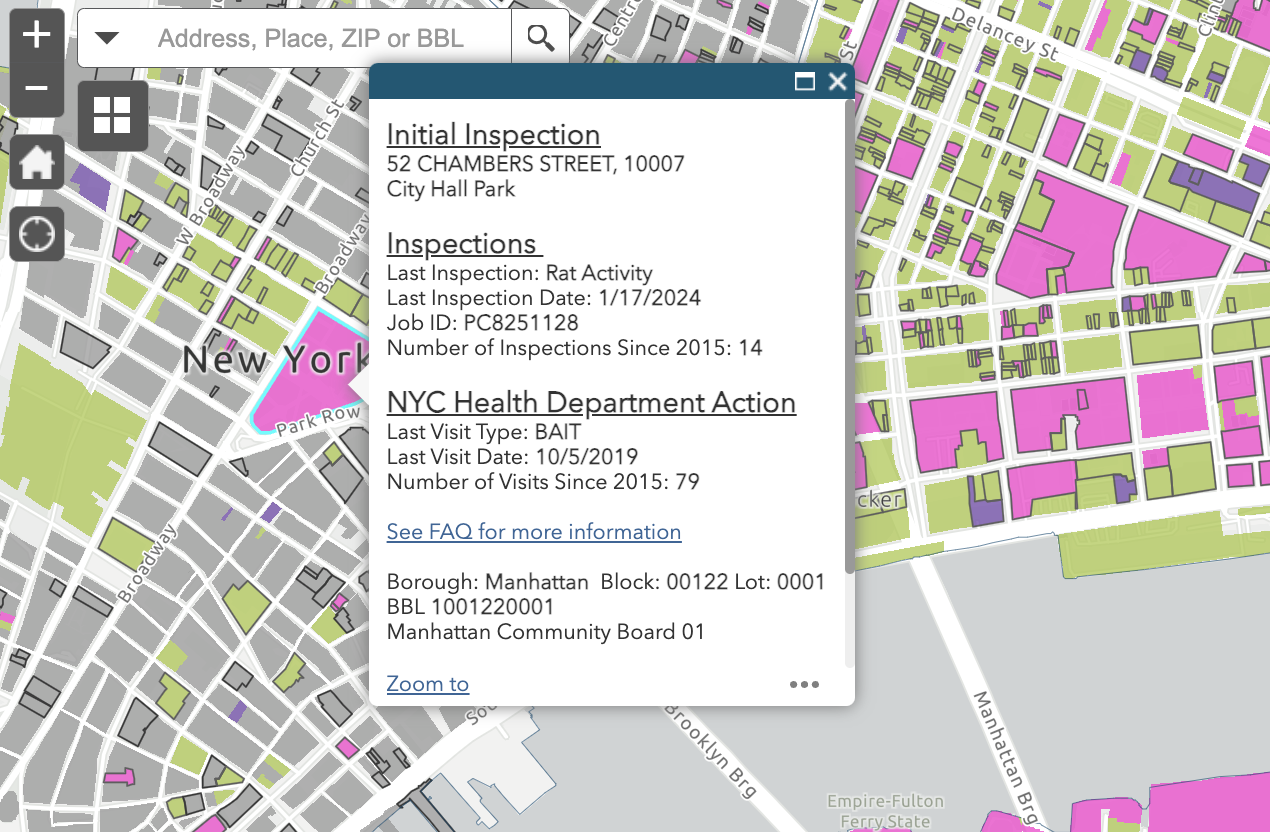 Address, Place, ZIP or BBL
Delancey St
Church St
W Broadway
Broadway
New York
Park Row
Broadway
Initial Inspection
52 CHAMBERS STREET, 10007
City Hall Park
Inspections
Last Inspection: Rat Activity
Last Inspection Date: 1/17/2024
Job ID: PC8251128
Number of Inspections Since 2015: 14
NYC Health Department Action
Last Visit Type: BAIT
Last Visit Date: 10/5/2019
Number of Visits Since 2015: 79
See FAQ for more information
Borough: Manhattan  Block: 00122 Lot: 0001
BBL 1001220001
Manhattan Community Board 01
Zoom to
St
cker
Brooklyn Brg
Manhattan Brg
Empire-Fulton
Ferry State